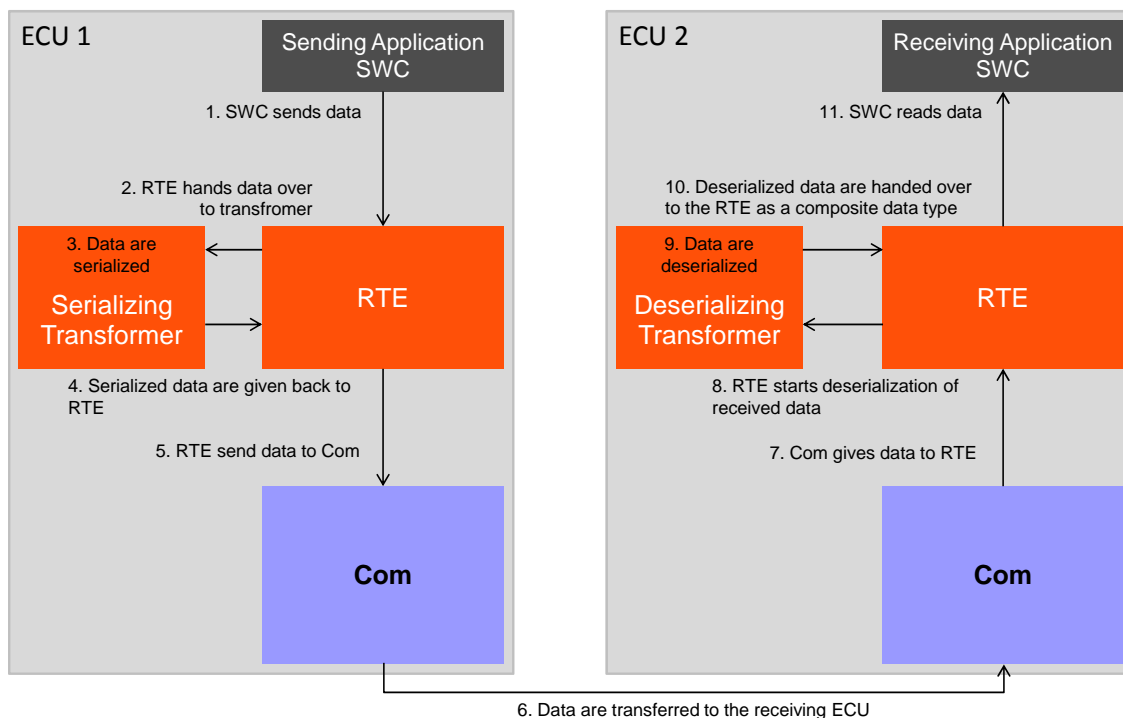 ECU 1
Sending Application
SWC
1. SWC sends data
2. RTE hands data over
to transfromer
3. Data are
serialized
Serializing
Transformer
RTE
4. Serialized data are given back to
RTE
5. RTE send data to Com
Com
6. Data are transferred to the receiving ECU
ECU 2
Receiving Application
SWC
11. SWC reads data
10. Deserialized data are handed over
to the RTE as a composite data type
9. Data are
deserialized
Deserializing
Transformer
RTE
8. RTE starts deserialization of
received data
7. Com gives data to RTE
Com